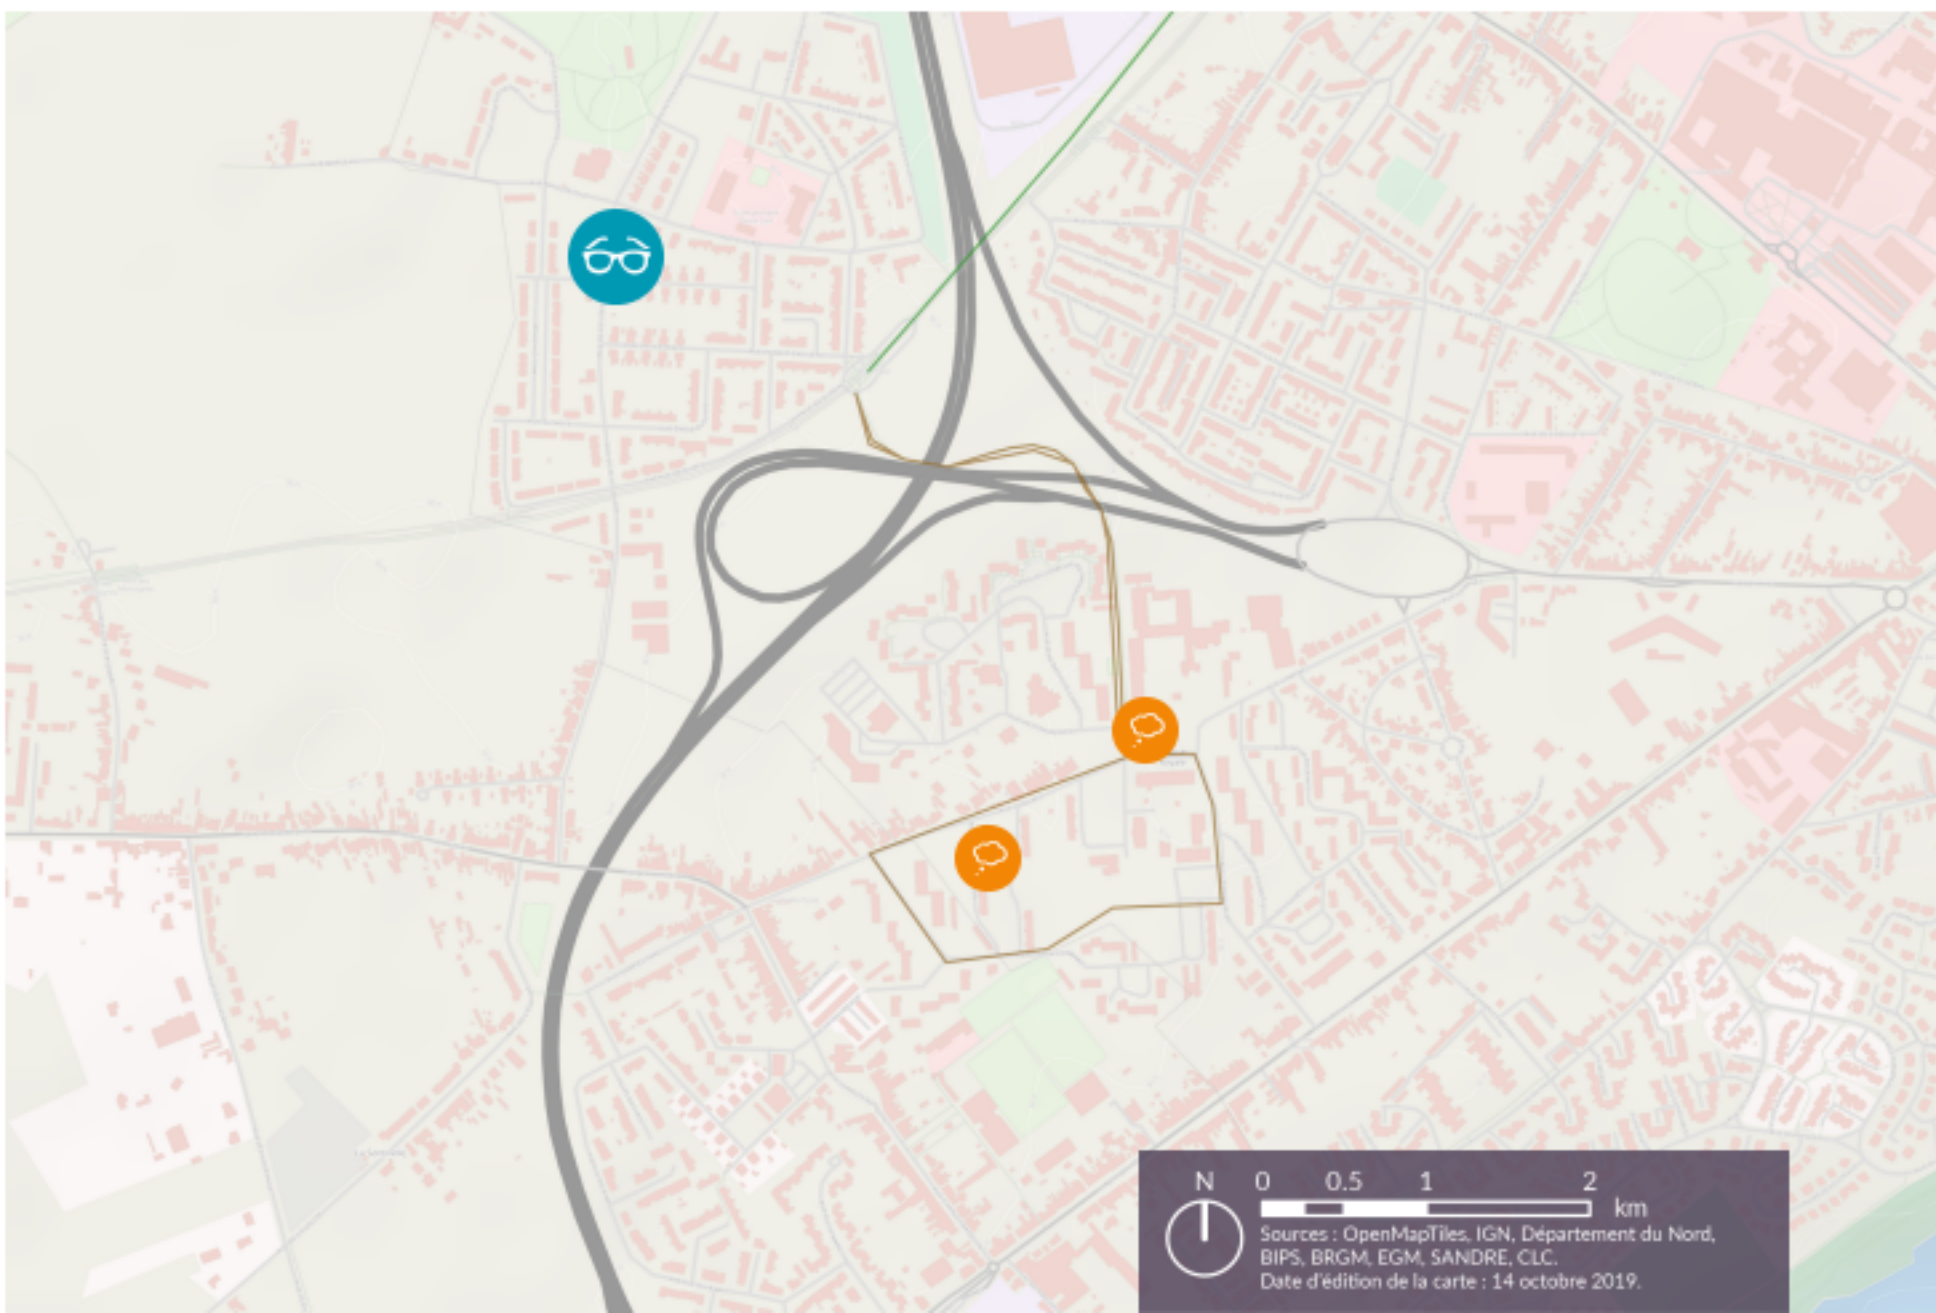 N 0 0.5 1 2
km
Sources : OpenMapTiles, IGN, Département du Nord,
BIPS, BRGM, EGM, SANDRE, CLC.
Date d'édition de la carte : 14 octobre 2019.